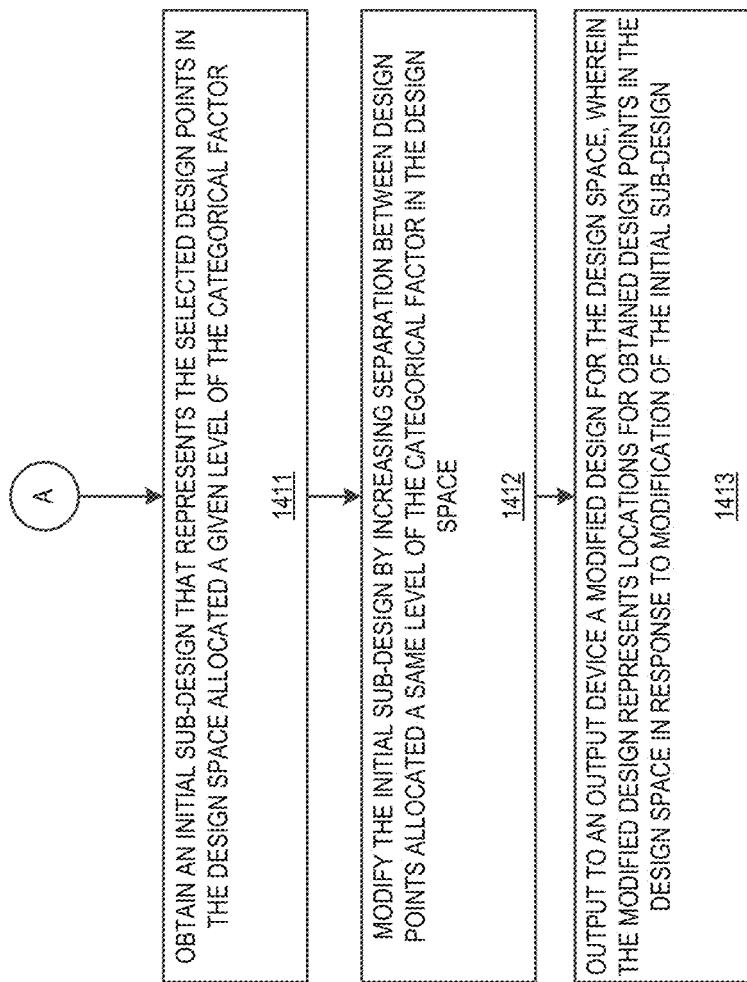 A
OBTAIN AN INITIAL SUB-DESIGN THAT REPRESENTS THE SELECTED DESIGN POINTS IN
THE DESIGN SPACE ALLOCATED A GIVEN LEVEL OF THE CATEGORICAL FACTOR
1411
MODIFY THE INITIAL SUB-DESIGN BY INCREASING SEPARATION BETWEEN DESIGN
POINTS ALLOCATED A SAME LEVEL OF THE CATEGORICAL FACTOR IN THE DESIGN
SPACE
1412
OUTPUT TO AN OUTPUT DEVICE A MODIFIED DESIGN FOR THE DESIGN SPACE, WHEREIN
THE MODIFIED DESIGN REPRESENTS LOCATIONS FOR OBTAINED DESIGN POINTS IN THE
DESIGN SPACE IN RESPONSE TO MODIFICATION OF THE INITIAL SUB-DESIGN
1413